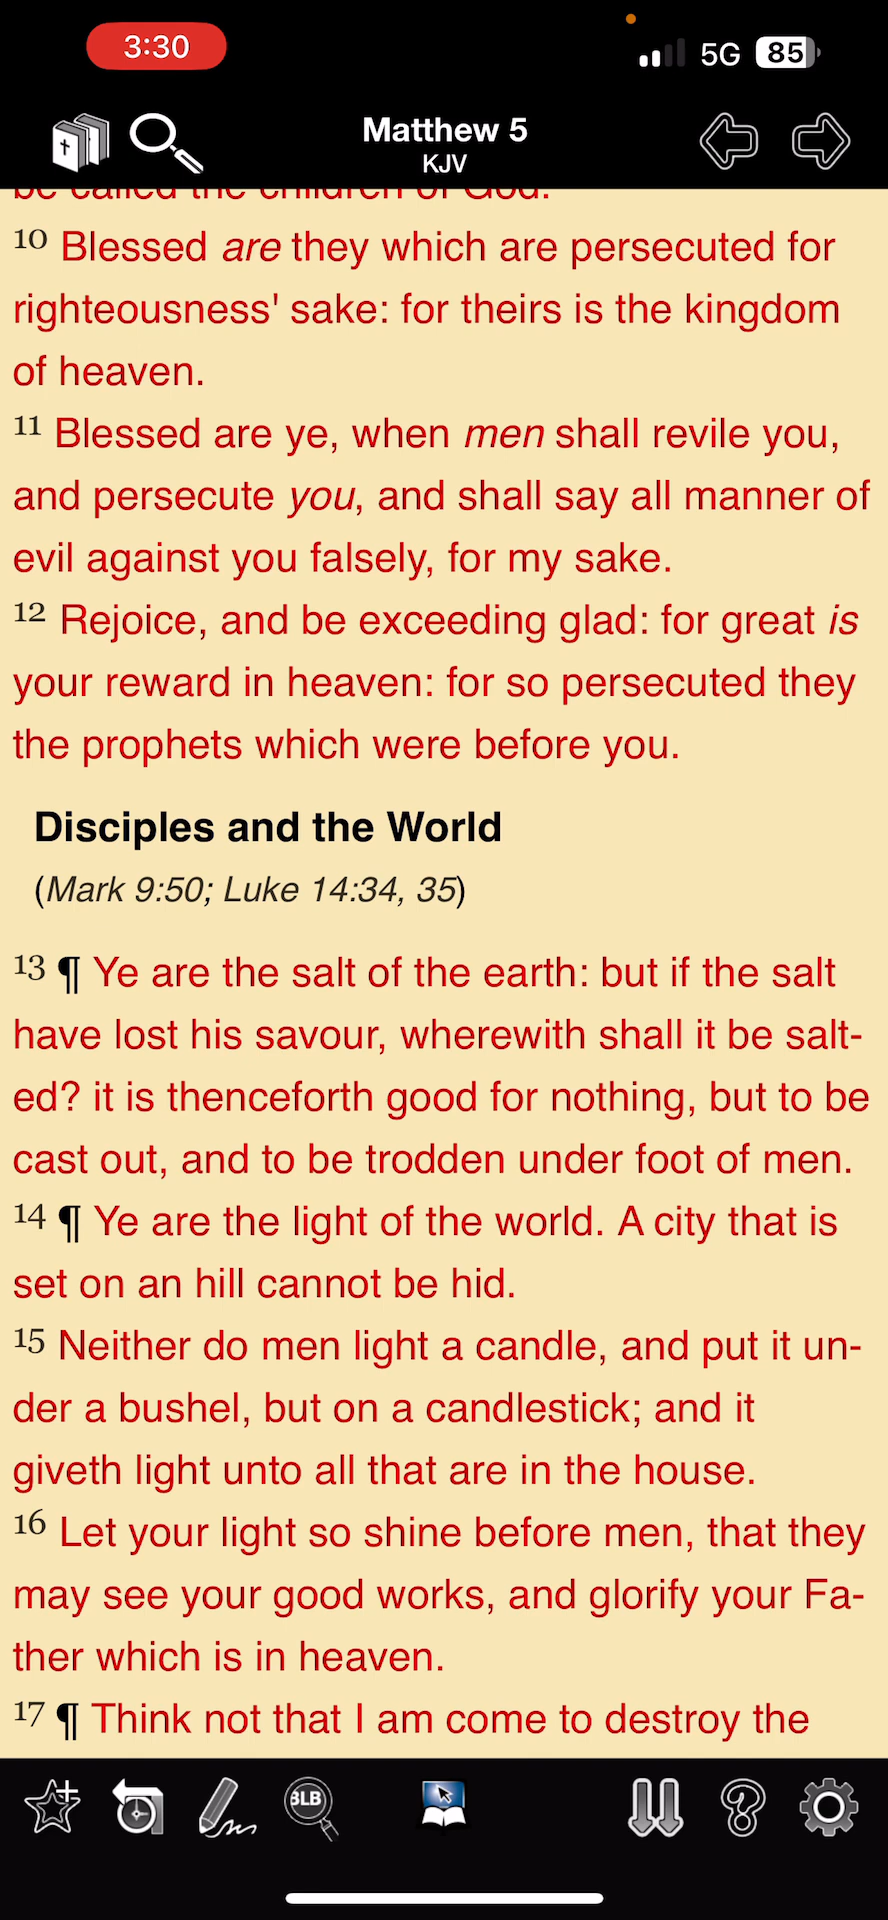 3:30
5G 85
Matthew 5
KJV
be called the children of God.
10 Blessed are they which are persecuted for
righteousness' sake: for theirs is the kingdom
of heaven.
11 Blessed are ye, when men shall revile you,
and persecute you, and shall say all manner of
evil against you falsely, for my sake.
12 Rejoice, and be exceeding glad: for great is
your reward in heaven: for so persecuted they
the prophets which were before you.
Disciples and the World
(Mark 9:50; Luke 14:34, 35)
13 ¶ Ye are the salt of the earth: but if the salt
have lost his savour, wherewith shall it be salt-
ed? it is thenceforth good for nothing, but to be
cast out, and to be trodden under foot of men.
14 ¶ Ye are the light of the world. A city that is
set on an hill cannot be hid.
15 Neither do men light a candle, and put it un-
der a bushel, but on a candlestick; and it
giveth light unto all that are in the house.
16 Let your light so shine before men, that they
may see your good works, and glorify your Fa-
ther which is in heaven.
17 ¶ Think not that I am come to destroy the
BLB